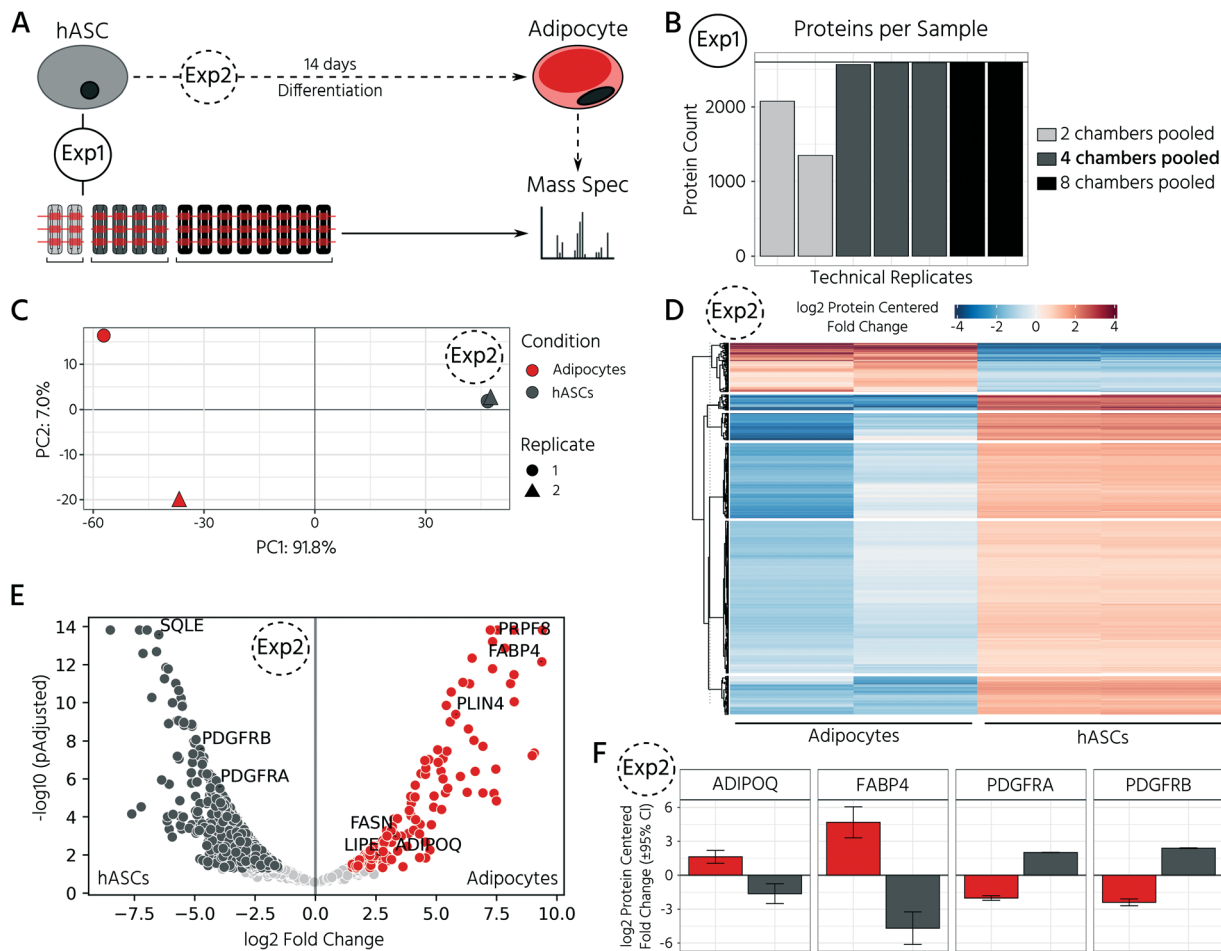 A
hASC
Exp2
14 days
Differentiation
Adipocyte
Exp1
Mass Spec
B
Exp1
Proteins per Sample
Protein Count
2000
1000
0
Technical Replicates
2 chambers pooled
4 chambers pooled
8 chambers pooled
C
Exp2
PC2: 7.0%
10
0
-10
-20
-60
-30
0
30
PC1: 91.8%
Condition
Adipocytes
hASCs
Replicate
1
2
D
Exp2
log2 Protein Centered
Fold Change
-4
-2
0
2
4
Adipocytes
hASCs
E
Exp2
-log10 (pAdjusted)
14
12
10
8
6
4
2
0
SQLE
PRPF8
FABP4
PLIN4
PDGFRB
PDGFRA
FASN
LIPE
ADIPOQ
hASCs
Adipocytes
−7.5
−5.0
−2.5
0.0
2.5
5.0
7.5
10.0
log2 Fold Change
F
Exp2
ADIPOQ
FABP4
PDGFRA
PDGFRB
log2 Protein Centered
Fold Change (±95% CI)
6
3
0
-3
-6